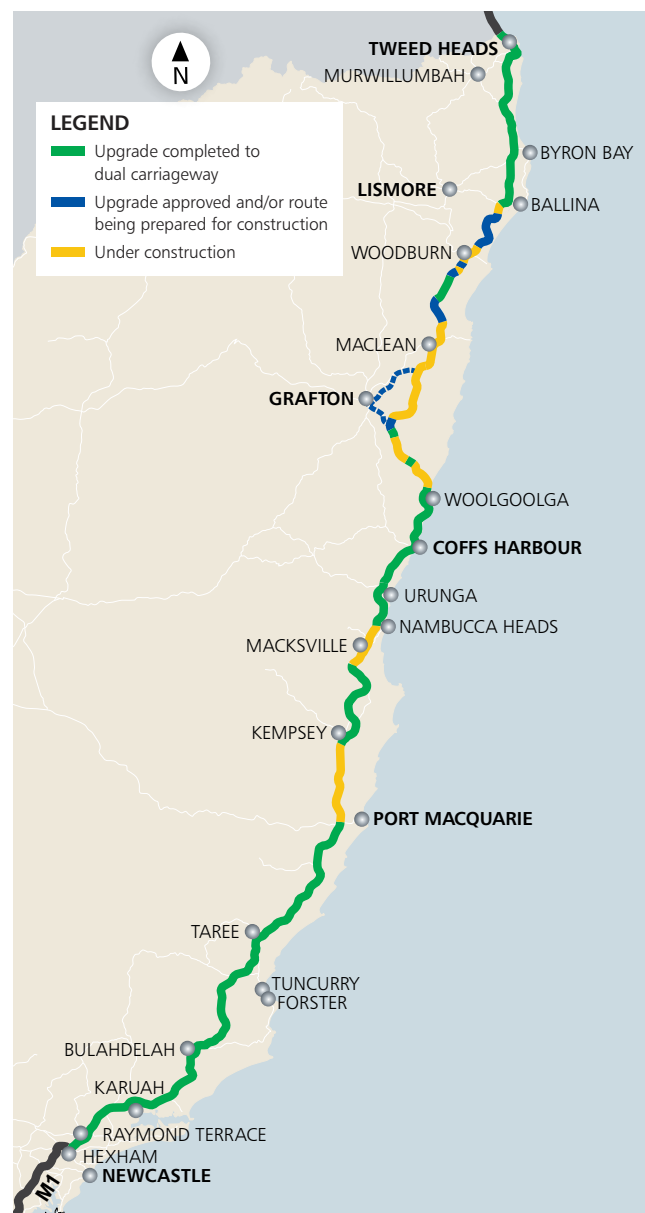 TWEED HEADS
MURWILLUMBAH
N
LEGEND
Upgrade completed to
dual carriageway
Upgrade approved and/or route
being prepared for construction
Under construction
BYRON BAY
LISMORE
BALLINA
WOODBURN
MACLEAN
GRAFTON
WOOLGOOLGA
COFFS HARBOUR
URUNGA
NAMBUCCA HEADS
MACKSVILLE
KEMPSEY
PORT MACQUARIE
TAREE
TUNCURRY
FORSTER
BULAHDELAH
KARUAH
RAYMOND TERRACE
HEXHAM
NEWCASTLE
M1